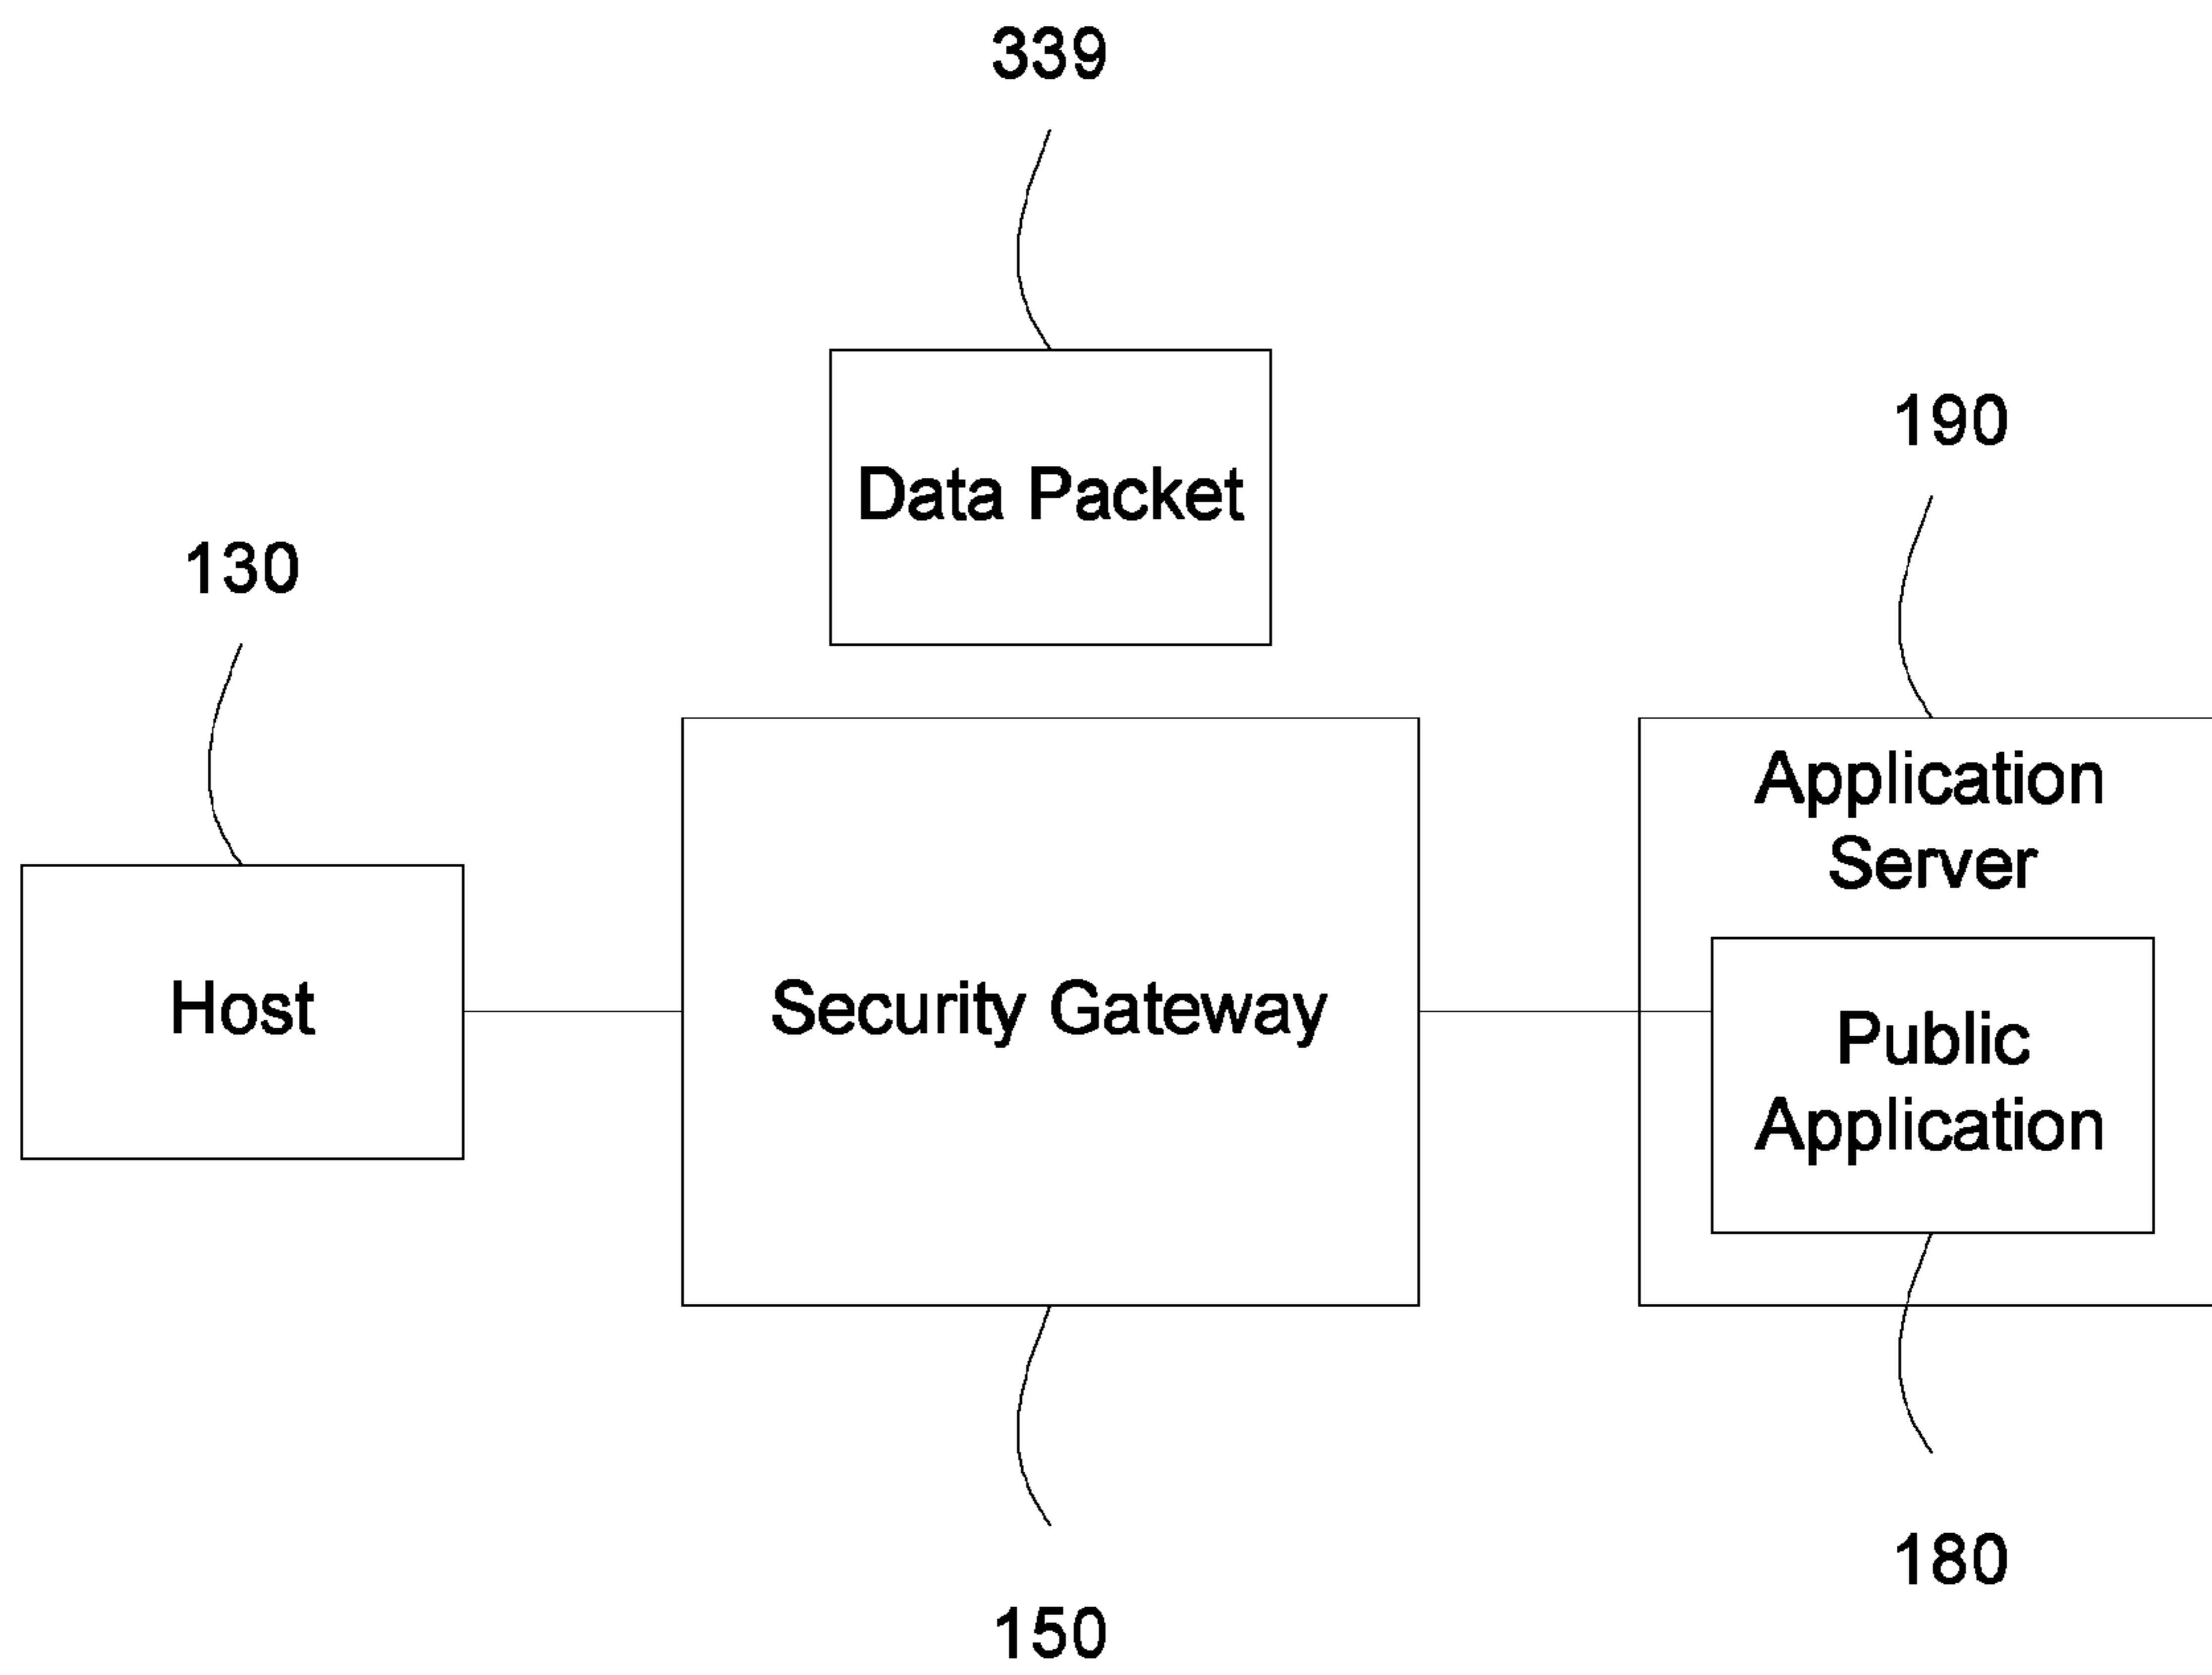 339
Data Packet
190
130
Application
Server
Host
Security Gateway
Public
Application
180
150